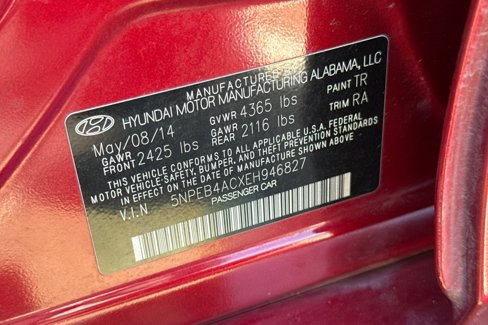 MANUFACTURED BY
HYUNDAI MOTOR MANUFACTURING ALABAMA, LLC
May/08/14 GVWR 4365 lbs PAINT TR
GAWR FRONT 2425 lbs GAWR REAR 2116 lbs TRIM RA
THIS VEHICLE CONFORMS TO ALL APPLICABLE U.S.A. FEDERAL
MOTOR VEHICLE SAFETY, BUMPER, AND THEFT PREVENTION STANDARDS
IN EFFECT ON THE DATE OF MANUFACTURE SHOWN ABOVE.
V.I.N 5NPEB4ACXEH946827
PASSENGER CAR